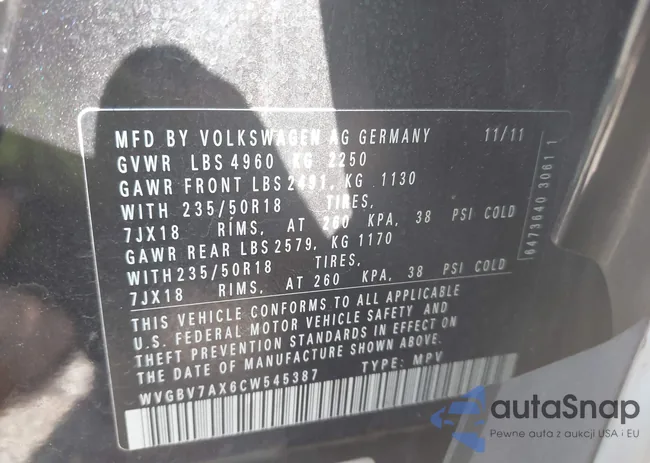 MFD BY VOLKSWAGEN AG GERMANY 11/11
GVWR LBS 4960 KG 2250
GAWR FRONT LBS 2491, KG 1130
WITH 235/50R18 TIRES,
7JX18 RIMS, AT 260 KPA, 38 PSI COLD
GAWR REAR LBS 2579, KG 1170
WITH 235/50R18 TIRES,
7JX18 RIMS, AT 260 KPA, 38 PSI COLD
THIS VEHICLE CONFORMS TO ALL APPLICABLE
U.S. FEDERAL MOTOR VEHICLE SAFETY AND
THEFT PREVENTION STANDARDS IN EFFECT ON
THE DATE OF MANUFACTURE SHOWN ABOVE.
WVGBV7AX6CW545387 TYPE: MPV
6473640 3061 1
autoSnap
Pewne auta z aukcji USA i EU